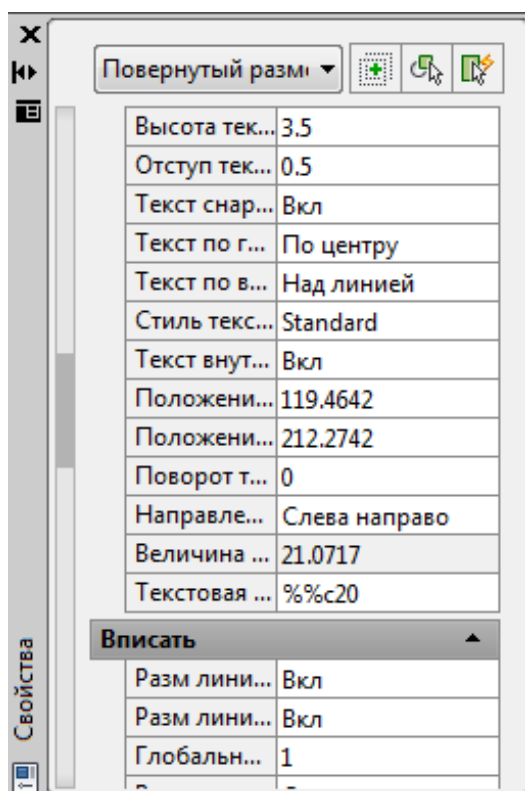 Повернутый разм
Высота тек... 3.5
Отступ тек... 0.5
Текст снар... Вкл
Текст по г... По центру
Текст по в... Над линией
Стиль текс... Standard
Текст внут... Вкл
Положени... 119.4642
Положени... 212.2742
Поворот т... 0
Направле... Слева направо
Величина ... 21.0717
Текстовая ... %%c20
Вписать
Разм лини... Вкл
Разм лини... Вкл
Глобальн... 1
Свойства